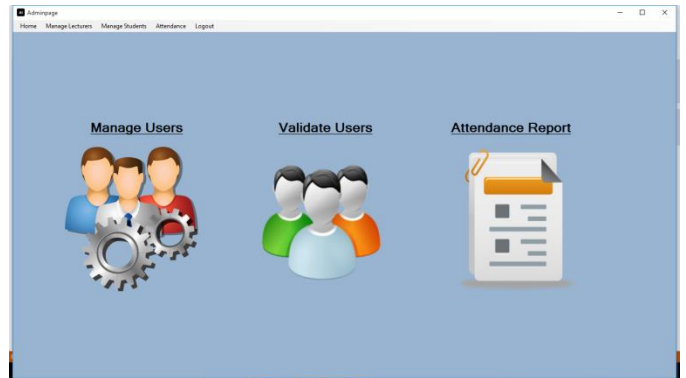 Adminpage
Home Manage Lecturers Manage Students Attendance Logout
Manage Users Validate Users Attendance Report